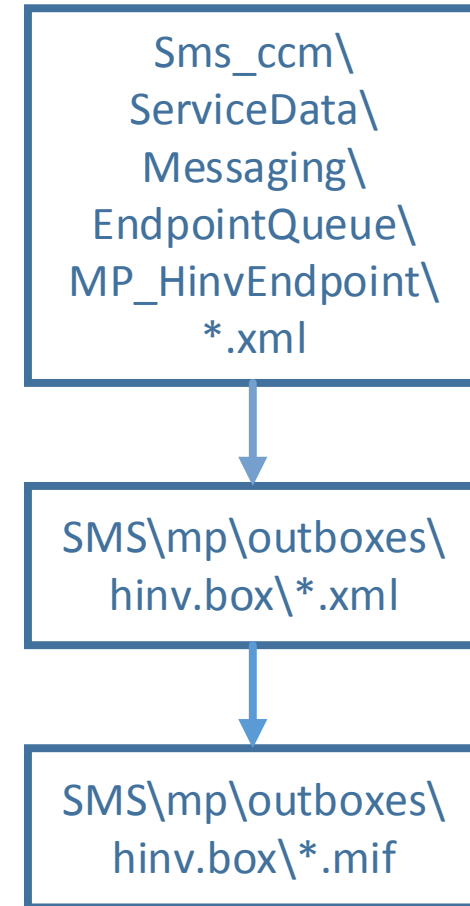 Sms_ccm\
ServiceData\
Messaging\
EndpointQueue\
MP_HinvEndpoint\
*.xml
SMS\mp\outboxes\
hinv.box\*.xml
SMS\mp\outboxes\
hinv.box\*.mif